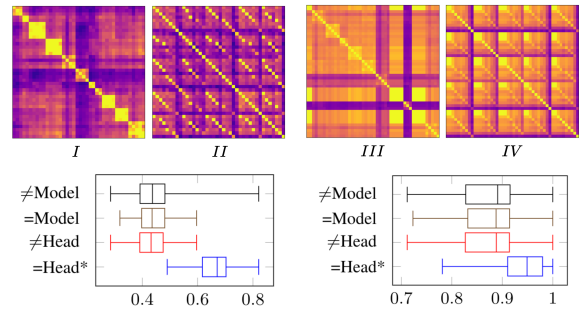 I II III IV
≠Model
=Model
≠Head
=Head*
0.4 0.6 0.8
≠Model
=Model
≠Head
=Head*
0.7 0.8 0.9 1